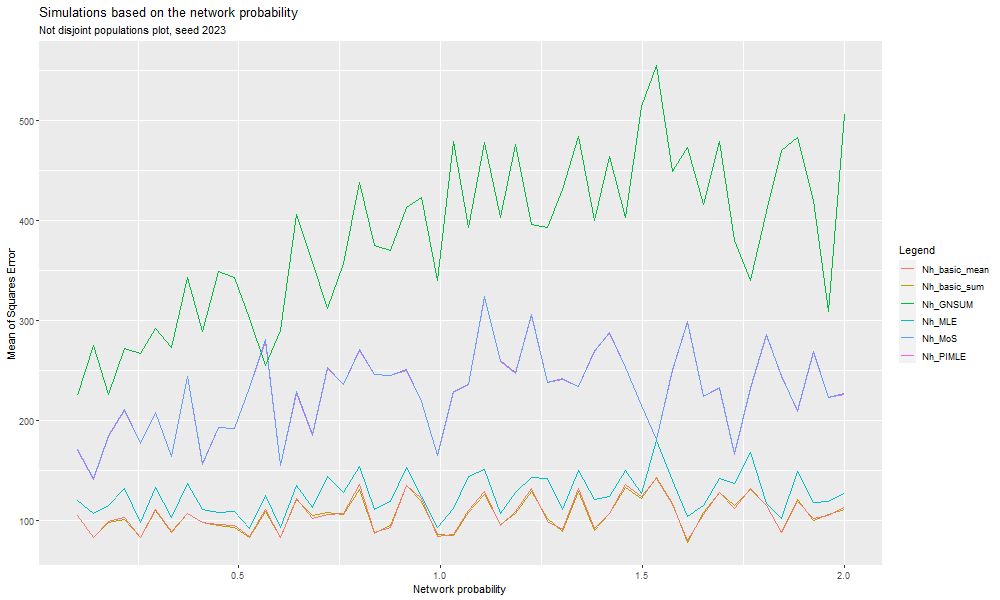 Simulations based on the network probability
Not disjoint populations plot, seed 2023
500
400
300
200
100
Mean of Squares Error
0.5
1.0
1.5
2.0
Network probability
Legend
Nh_basic_mean
Nh_basic_sum
Nh_GNSUM
Nh_MLE
Nh_MoS
Nh_PIMLE